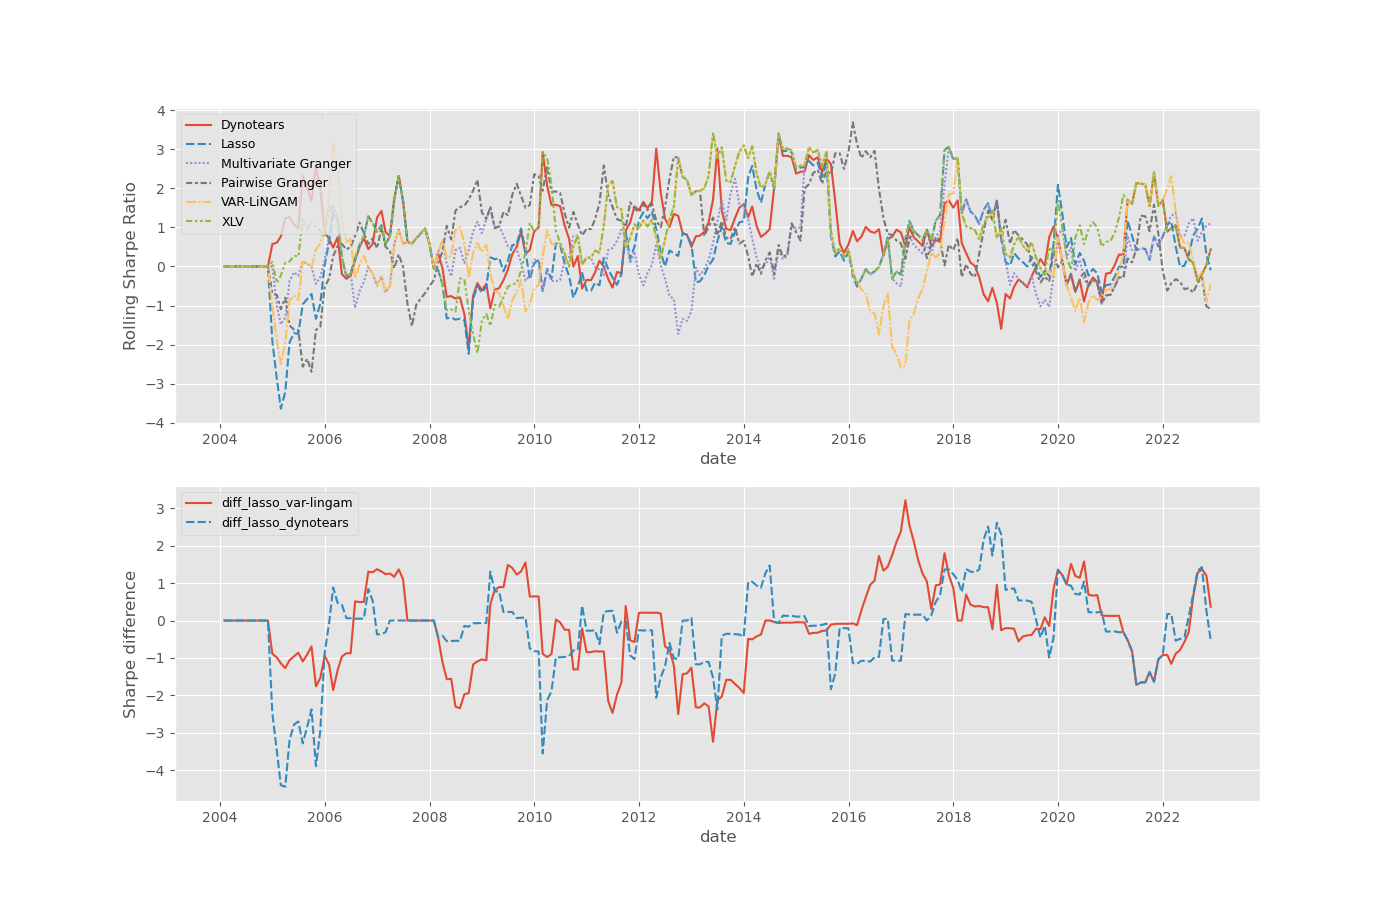 4
3
2
1
0
−1
−2
−3
−4
Rolling Sharpe Ratio
Dynotears
Lasso
Multivariate Granger
Pairwise Granger
VAR-LiNGAM
XLV
2004 2006 2008 2010 2012 2014 2016 2018 2020 2022
date
3
2
1
0
−1
−2
−3
−4
Sharpe difference
diff_lasso_var-lingam
diff_lasso_dynotears
2004 2006 2008 2010 2012 2014 2016 2018 2020 2022
date